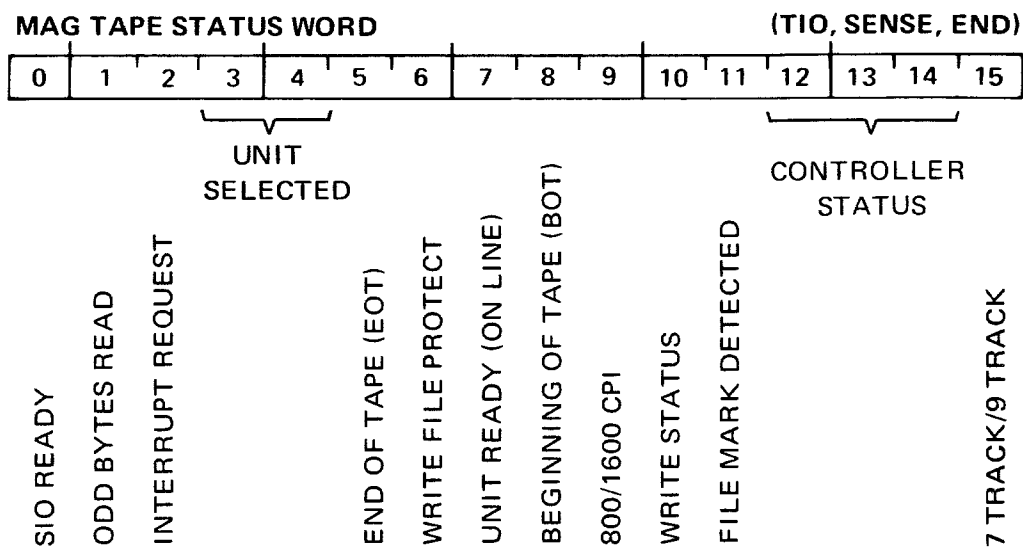 MAG TAPE STATUS WORD (TIO, SENSE, END)
0 1 2 3 4 5 6 7 8 9 10 11 12 13 14 15
UNIT
SELECTED
CONTROLLER
STATUS
SIO READY
ODD BYTES READ
INTERRUPT REQUEST
END OF TAPE (EOT)
WRITE FILE PROTECT
UNIT READY (ON LINE)
BEGINNING OF TAPE (BOT)
800/1600 CPI
WRITE STATUS
FILE MARK DETECTED
7 TRACK/9 TRACK